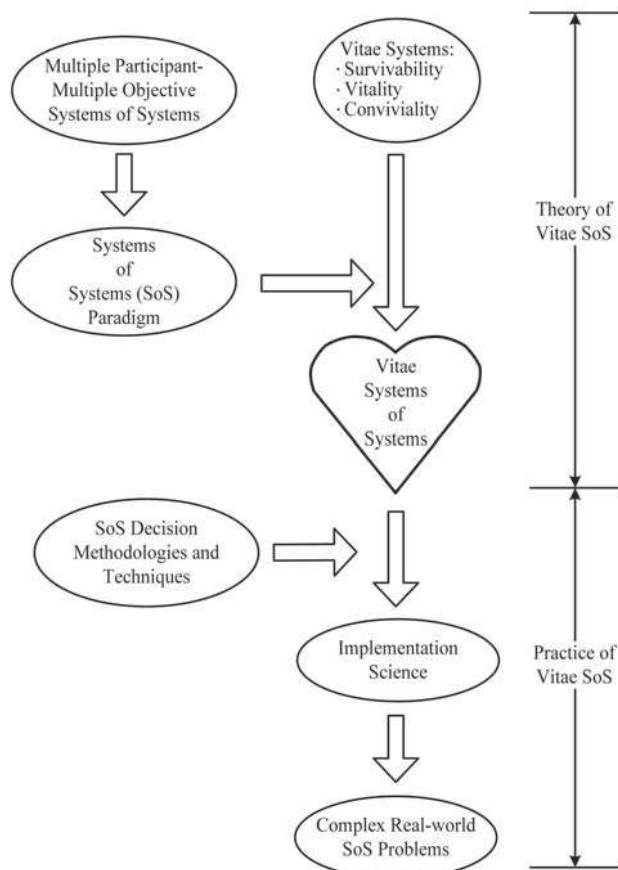 Multiple Participant-
Multiple Objective
Systems of Systems
Vitae Systems:
· Survivability
· Vitality
· Conviviality
Systems
of
Systems (SoS)
Paradigm
Theory of
Vitae SoS
Vitae
Systems
of
Systems
SoS Decision
Methodologies and
Techniques
Implementation
Science
Practice of
Vitae SoS
Complex Real-world
SoS Problems